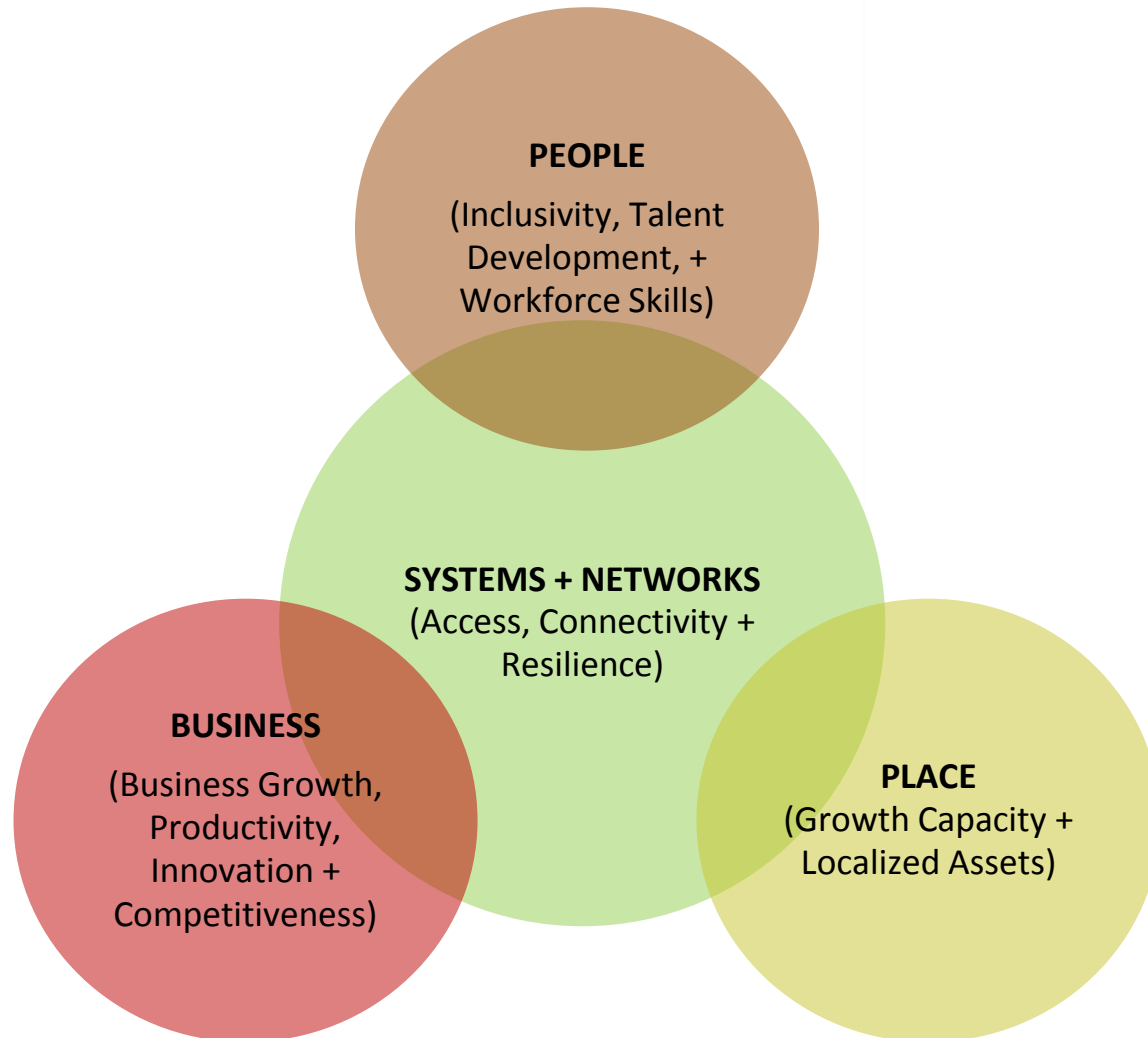 PEOPLE
(Inclusivity, Talent
Development, +
Workforce Skills)
SYSTEMS + NETWORKS
(Access, Connectivity +
Resilience)
BUSINESS
(Business Growth,
Productivity,
Innovation +
Competitiveness)
PLACE
(Growth Capacity +
Localized Assets)